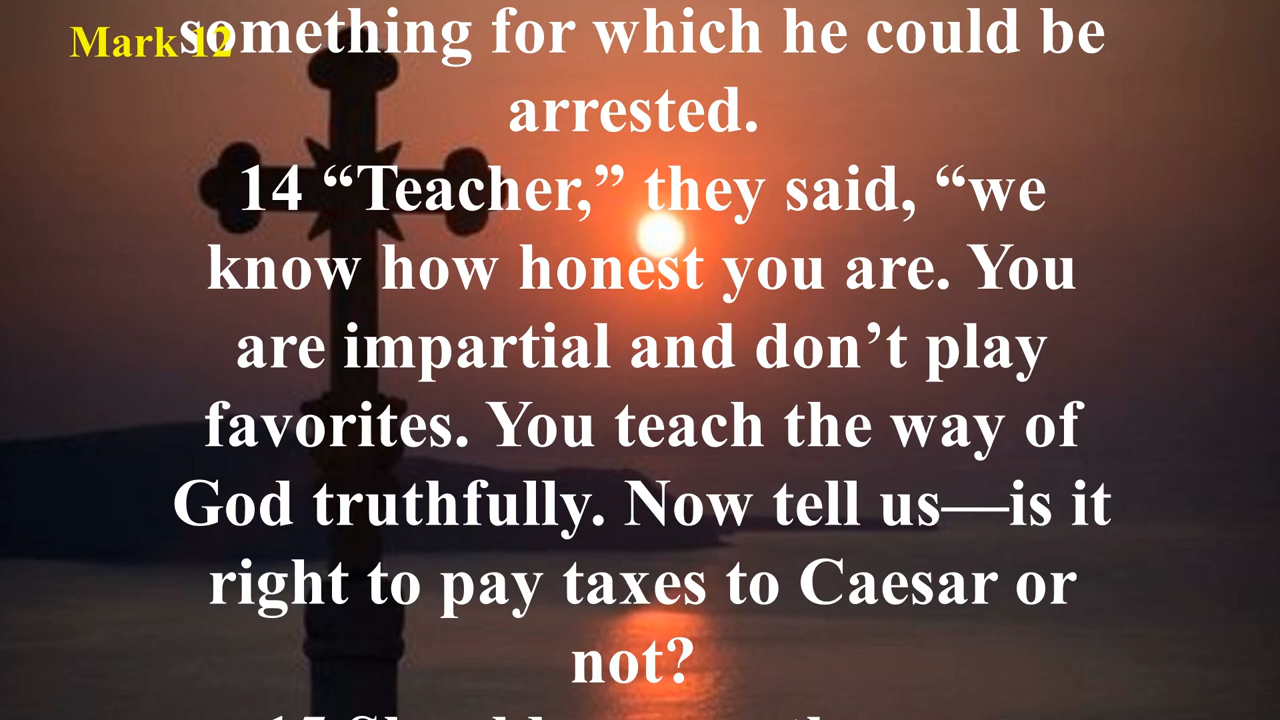 Mark 12
something for which he could be
arrested.
14 “Teacher,” they said, “we
know how honest you are. You
are impartial and don’t play
favorites. You teach the way of
God truthfully. Now tell us—is it
right to pay taxes to Caesar or
not?